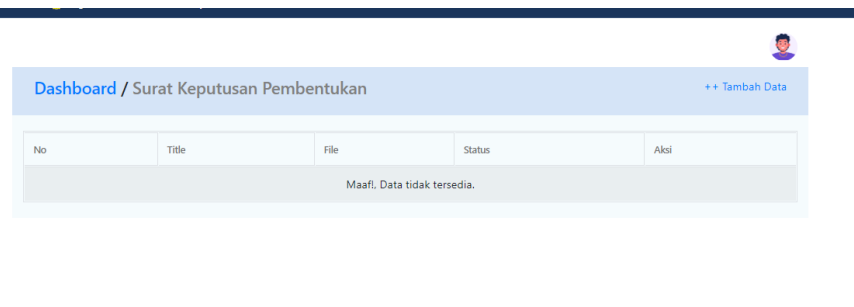 Dashboard / Surat Keputusan Pembentukan
++ Tambah Data
No Title File Status Aksi
Maaf!, Data tidak tersedia.